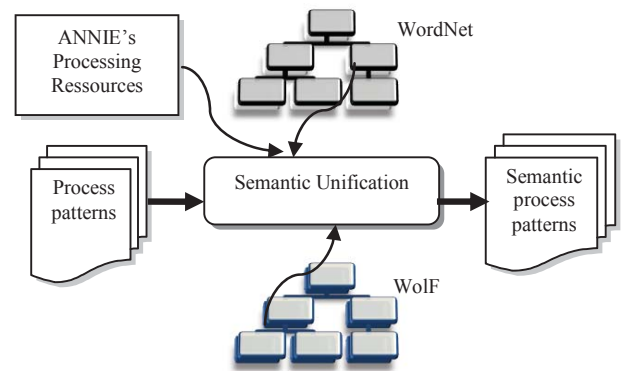 ANNIE's
Processing
Ressources
WordNet
Process
patterns
Semantic Unification
Semantic
process
patterns
WolF